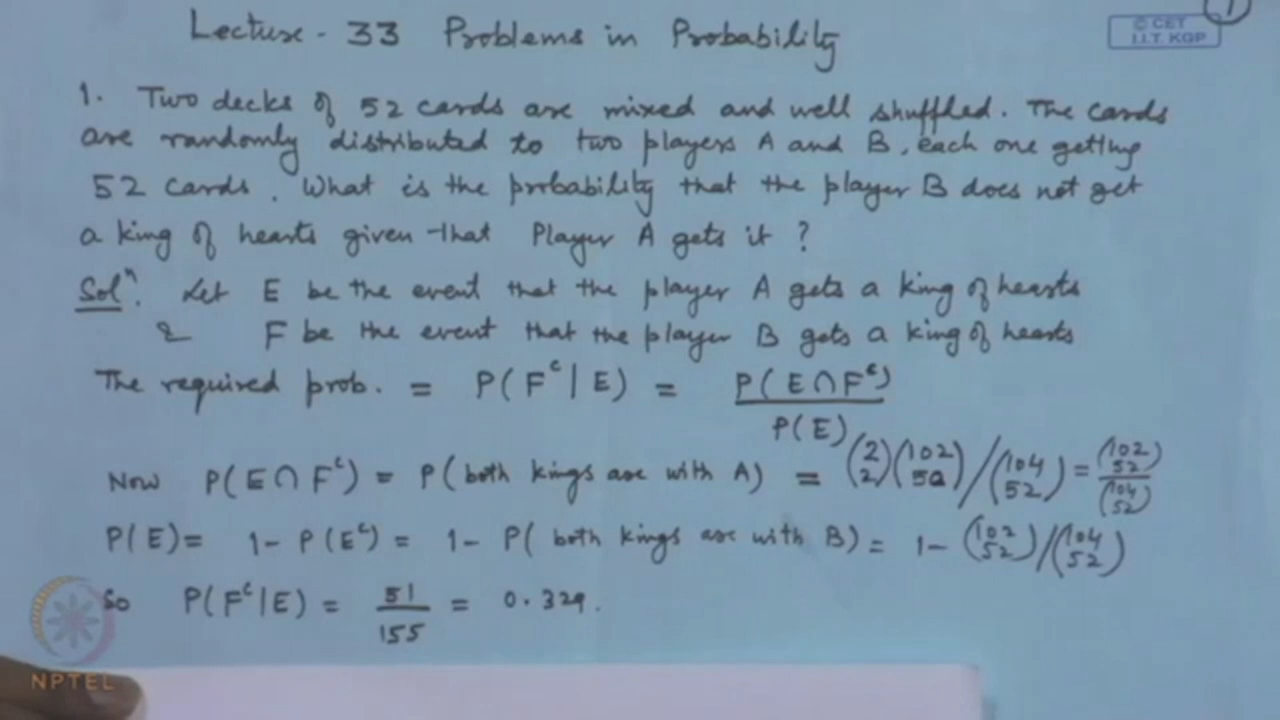 Lecture - 33 Problems in Probability
1
© CET
I.I.T. KGP
1. Two decks of 52 cards are mixed and well shuffled. The cards
are randomly distributed to two players A and B, each one getting
52 cards. What is the probability that the player B does not get
a king of hearts given that Player A gets it ?
Solⁿ. Let E be the event that the player A gets a king of hearts
& F be the event that the player B gets a king of hearts
The required prob. = P(Fᶜ|E) = P(E∩Fᶜ) / P(E)
Now P(E∩Fᶜ) = P(both kings are with A) = (2 2)(102 50)/(104 52) = (102 52)/(104 52)
P(E) = 1 - P(Eᶜ) = 1 - P(both kings are with B) = 1 - (102 52)/(104 52)
So P(Fᶜ|E) = 51/155 = 0.329.
NPTEL